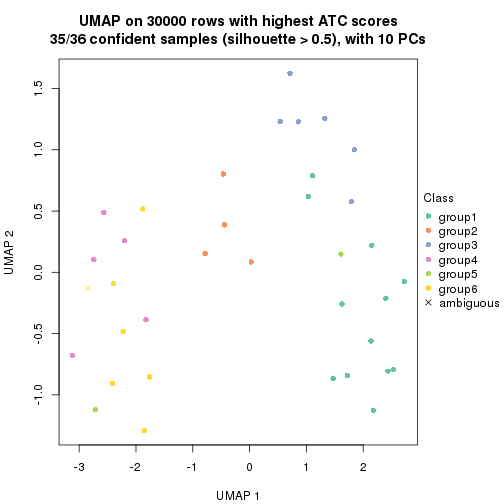 UMAP on 30000 rows with highest ATC scores
35/36 confident samples (silhouette > 0.5), with 10 PCs
UMAP 2
1.5
1.0
0.5
0.0
-0.5
-1.0
-3 -2 -1 0 1 2
UMAP 1
Class
group1
group2
group3
group4
group5
group6
ambiguous